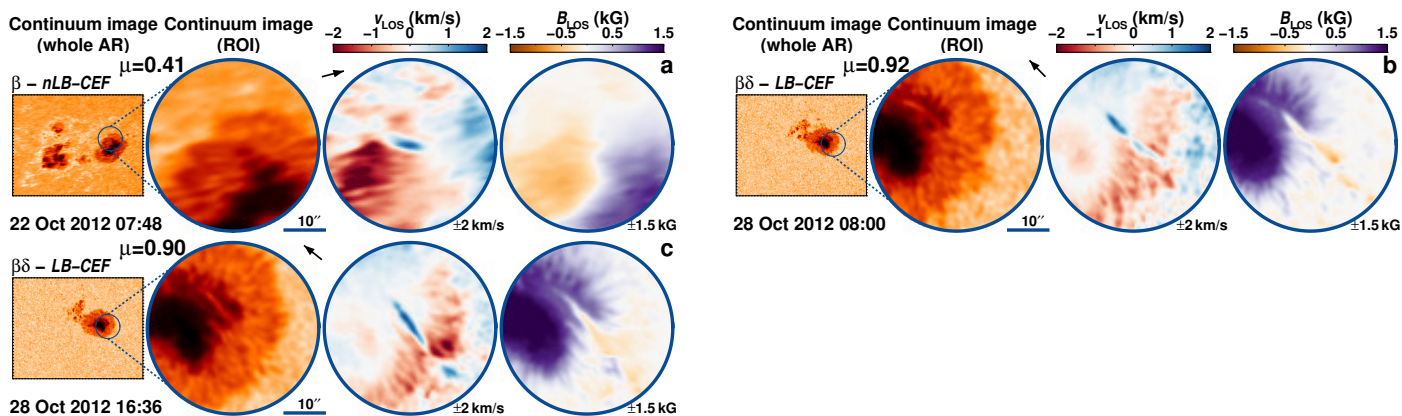 Continuum image (whole AR)
Continuum image (ROI)
v_LOS (km/s)
−2 −1 0 1 2
B_LOS (kG)
−1.5 −0.5 0.5 1.5
β − nLB−CEF
μ=0.41
a
22 Oct 2012 07:48
10″
±2 km/s
±1.5 kG
βδ − LB−CEF
μ=0.90
c
28 Oct 2012 16:36
10″
±2 km/s
±1.5 kG
Continuum image (whole AR)
Continuum image (ROI)
v_LOS (km/s)
−2 −1 0 1 2
B_LOS (kG)
−1.5 −0.5 0.5 1.5
βδ − LB−CEF
μ=0.92
b
28 Oct 2012 08:00
10″
±2 km/s
±1.5 kG